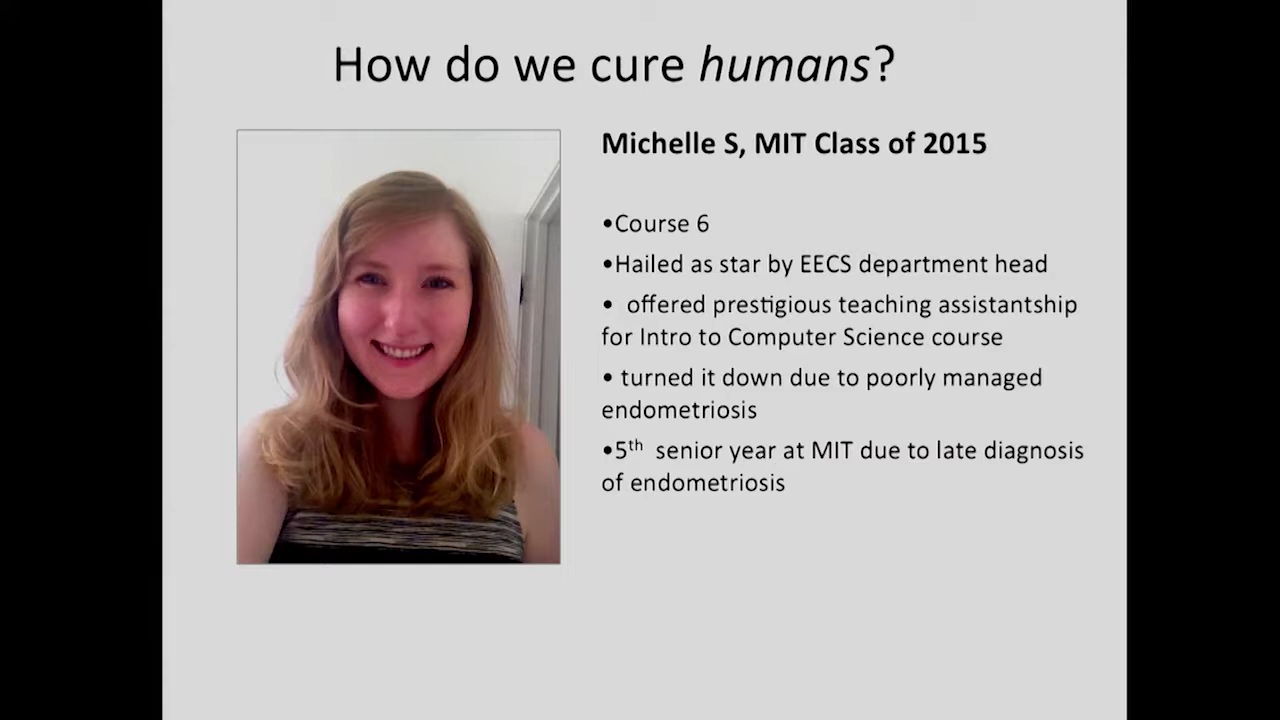 How do we cure humans?
Michelle S, MIT Class of 2015
•Course 6
•Hailed as star by EECS department head
• offered prestigious teaching assistantship
for Intro to Computer Science course
• turned it down due to poorly managed
endometriosis
•5th senior year at MIT due to late diagnosis
of endometriosis